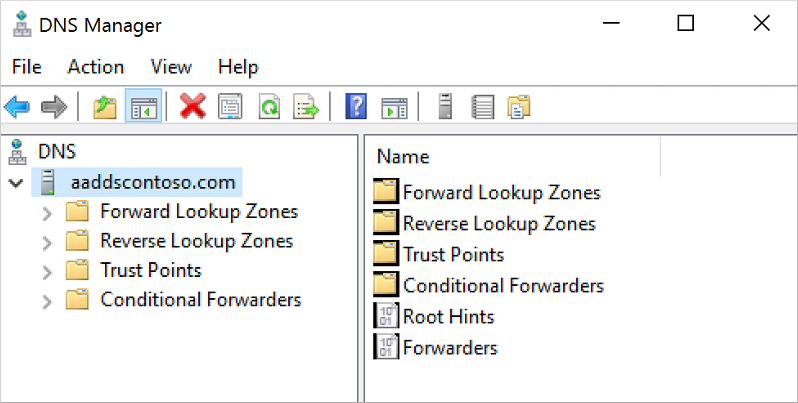 DNS Manager
File Action View Help
DNS
aaddscontoso.com
Forward Lookup Zones
Reverse Lookup Zones
Trust Points
Conditional Forwarders
Name
Forward Lookup Zones
Reverse Lookup Zones
Trust Points
Conditional Forwarders
Root Hints
Forwarders